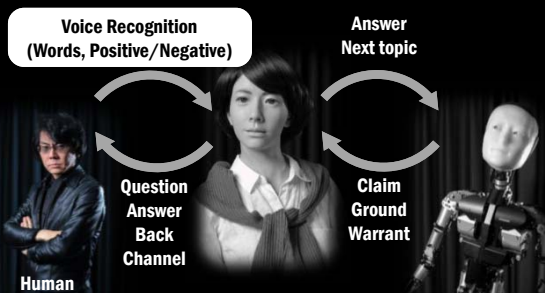 Voice Recognition
(Words, Positive/Negative)
Answer
Next topic
Question
Answer
Back
Channel
Claim
Ground
Warrant
Human